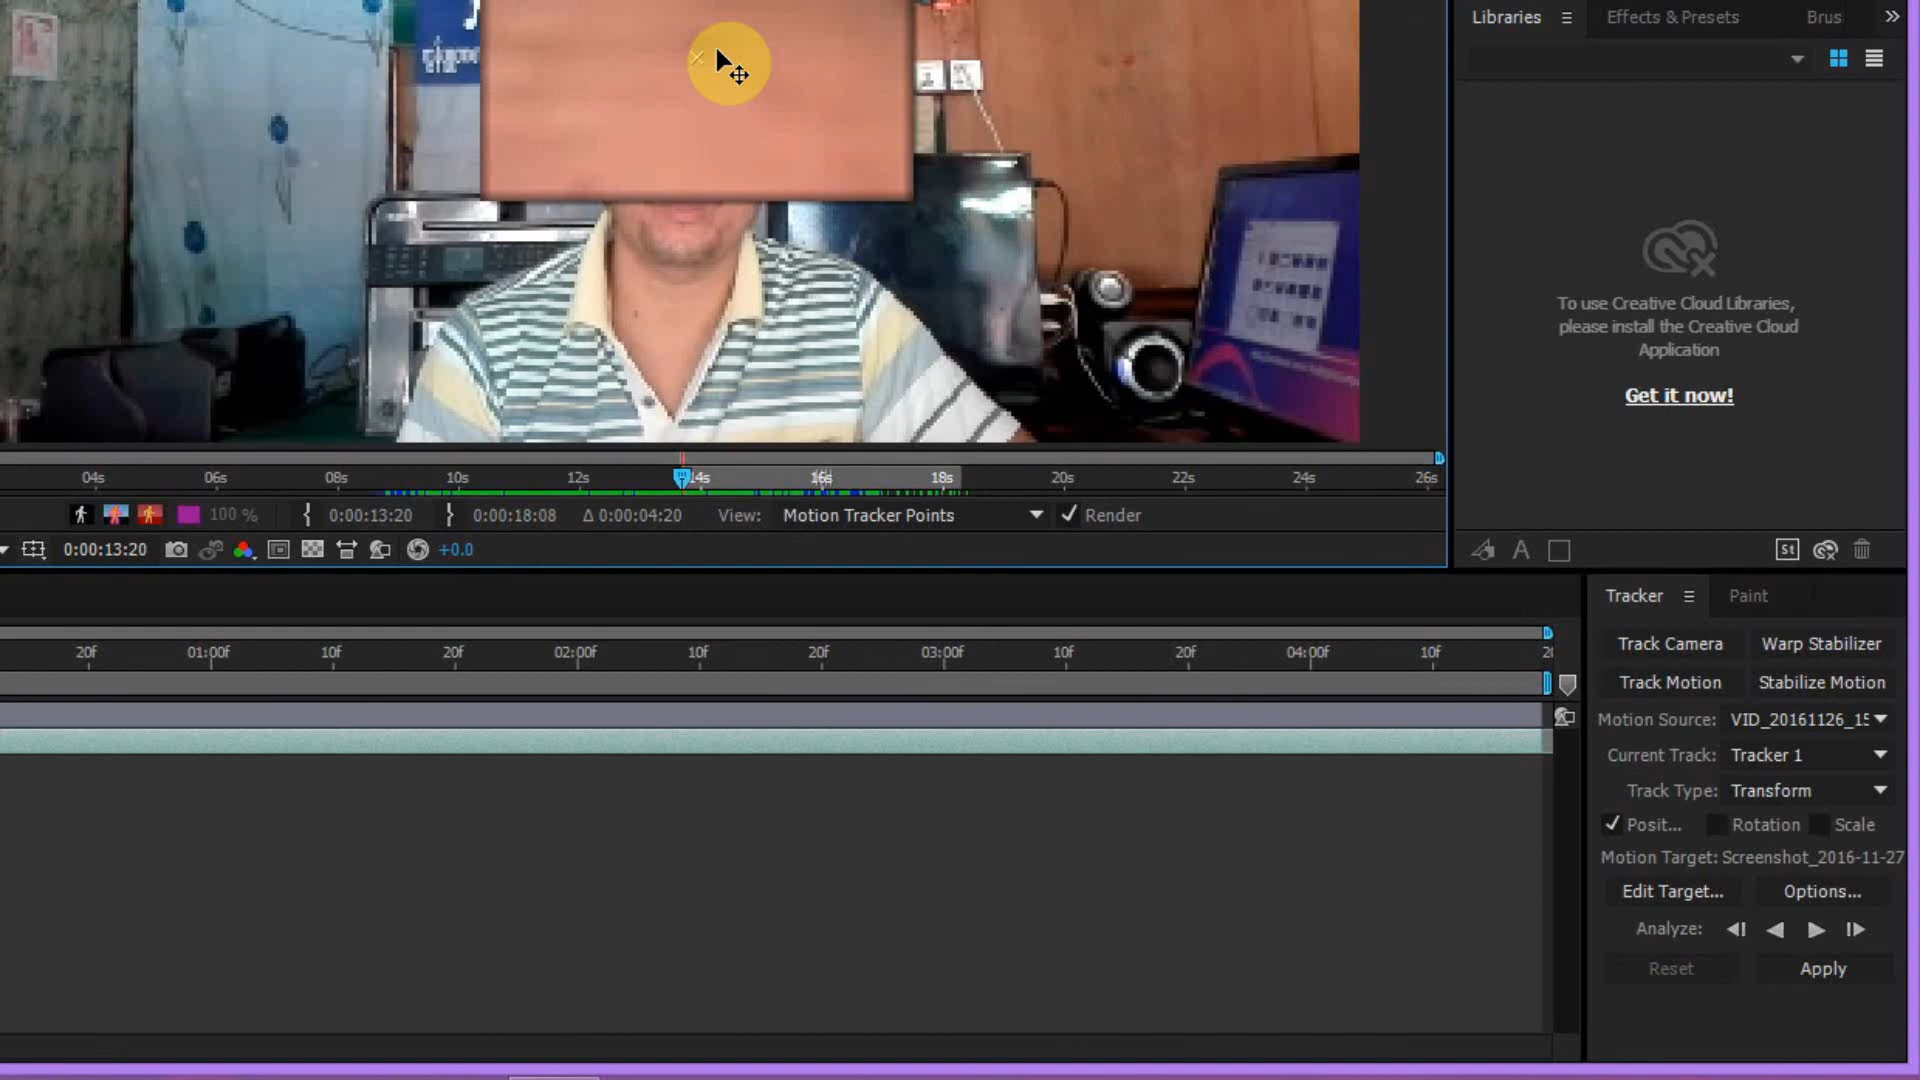 Libraries
Effects & Presets
Brus
To use Creative Cloud Libraries,
please install the Creative Cloud
Application
Get it now!
04s 06s 08s 10s 12s 14s 16s 18s 20s 22s 24s 26s
100 % { 0:00:13:20 } 0:00:18:08 Δ 0:00:04:20 View: Motion Tracker Points Render
0:00:13:20 +0.0
A
St
Tracker
Paint
20f 01:00f 10f 20f 02:00f 10f 20f 03:00f 10f 20f 04:00f 10f
Track Camera Warp Stabilizer
Track Motion Stabilize Motion
Motion Source: VID_20161126_15
Current Track: Tracker 1
Track Type: Transform
Posit... Rotation Scale
Motion Target: Screenshot_2016-11-27
Edit Target... Options...
Analyze:
Reset Apply